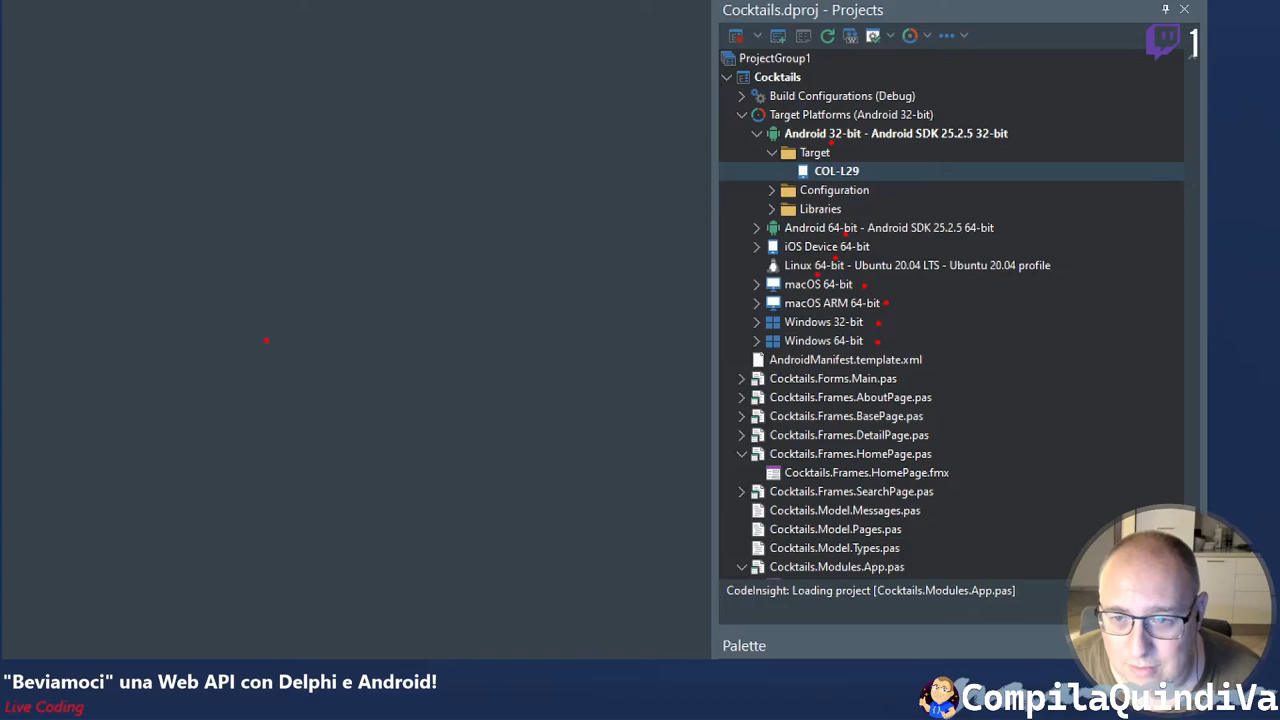 Cocktails.dproj - Projects
1
ProjectGroup1
Cocktails
Build Configurations (Debug)
Target Platforms (Android 32-bit)
Android 32-bit - Android SDK 25.2.5 32-bit
Target
COL-L29
Configuration
Libraries
Android 64-bit - Android SDK 25.2.5 64-bit
iOS Device 64-bit
Linux 64-bit - Ubuntu 20.04 LTS - Ubuntu 20.04 profile
macOS 64-bit
macOS ARM 64-bit
Windows 32-bit
Windows 64-bit
AndroidManifest.template.xml
Cocktails.Forms.Main.pas
Cocktails.Frames.AboutPage.pas
Cocktails.Frames.BasePage.pas
Cocktails.Frames.DetailPage.pas
Cocktails.Frames.HomePage.pas
Cocktails.Frames.HomePage.fmx
Cocktails.Frames.SearchPage.pas
Cocktails.Model.Messages.pas
Cocktails.Model.Pages.pas
Cocktails.Model.Types.pas
Cocktails.Modules.App.pas
CodeInsight: Loading project [Cocktails.Modules.App.pas]
Palette
"Beviamoci" una Web API con Delphi e Android!
Live Coding
CompilaQuindiVa